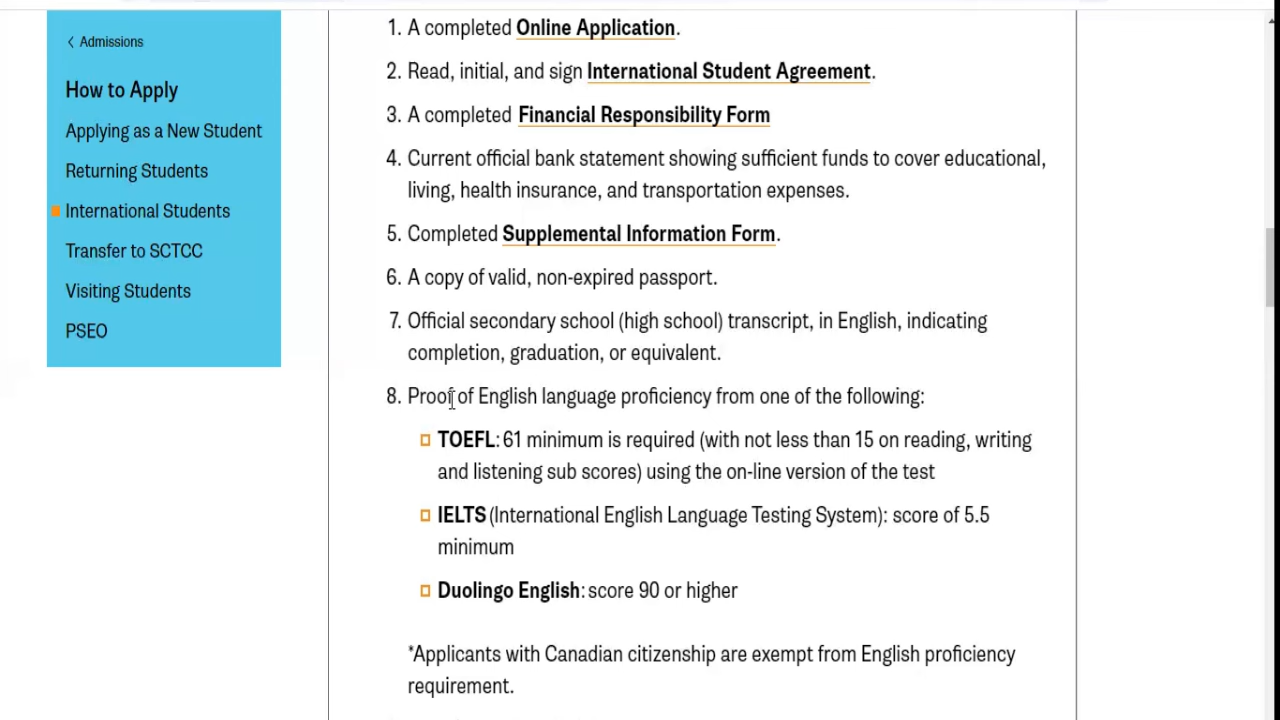 Admissions
How to Apply
Applying as a New Student
Returning Students
International Students
Transfer to SCTCC
Visiting Students
PSEO
1. A completed Online Application.
2. Read, initial, and sign International Student Agreement.
3. A completed Financial Responsibility Form
4. Current official bank statement showing sufficient funds to cover educational,
living, health insurance, and transportation expenses.
5. Completed Supplemental Information Form.
6. A copy of valid, non-expired passport.
7. Official secondary school (high school) transcript, in English, indicating
completion, graduation, or equivalent.
8. Proof of English language proficiency from one of the following:
TOEFL: 61 minimum is required (with not less than 15 on reading, writing
and listening sub scores) using the on-line version of the test
IELTS (International English Language Testing System): score of 5.5
minimum
Duolingo English: score 90 or higher
*Applicants with Canadian citizenship are exempt from English proficiency
requirement.